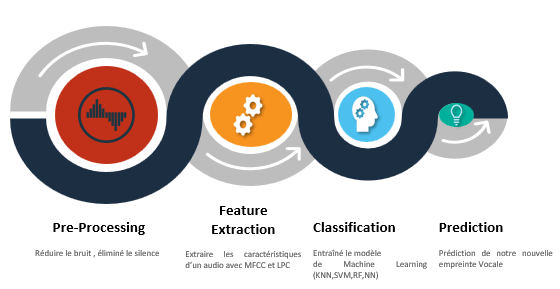 Pre-Processing
Réduire le bruit , éliminé le silence
Feature
Extraction
Extraire les caractéristiques
d'un audio avec MFCC et LPC
Classification
Entraîné le modèle
de Machine Learning
(KNN,SVM,RF,NN)
Prediction
Prédiction de notre nouvelle
empreinte Vocale